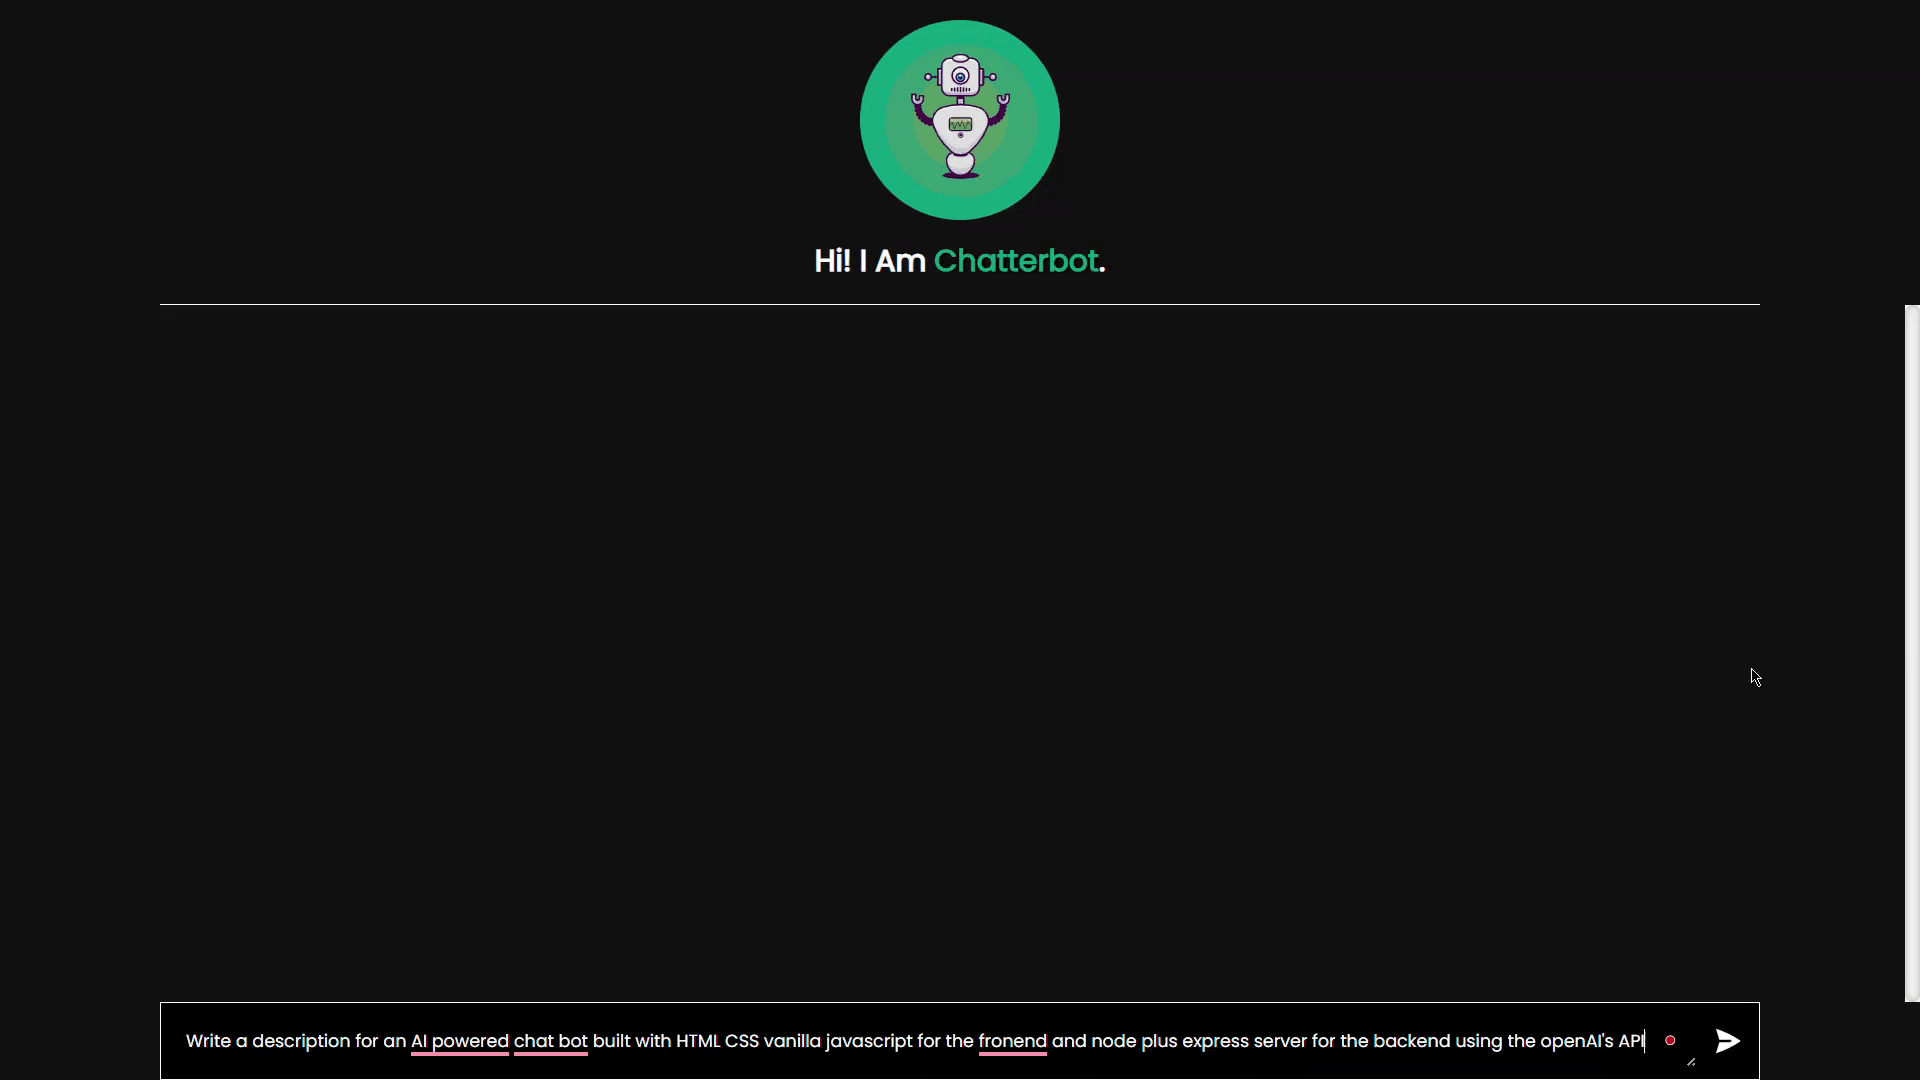 Hi! I Am Chatterbot.
Write a description for an AI powered chat bot built with HTML CSS vanilla javascript for the fronend and node plus express server for the backend using the openAI's API